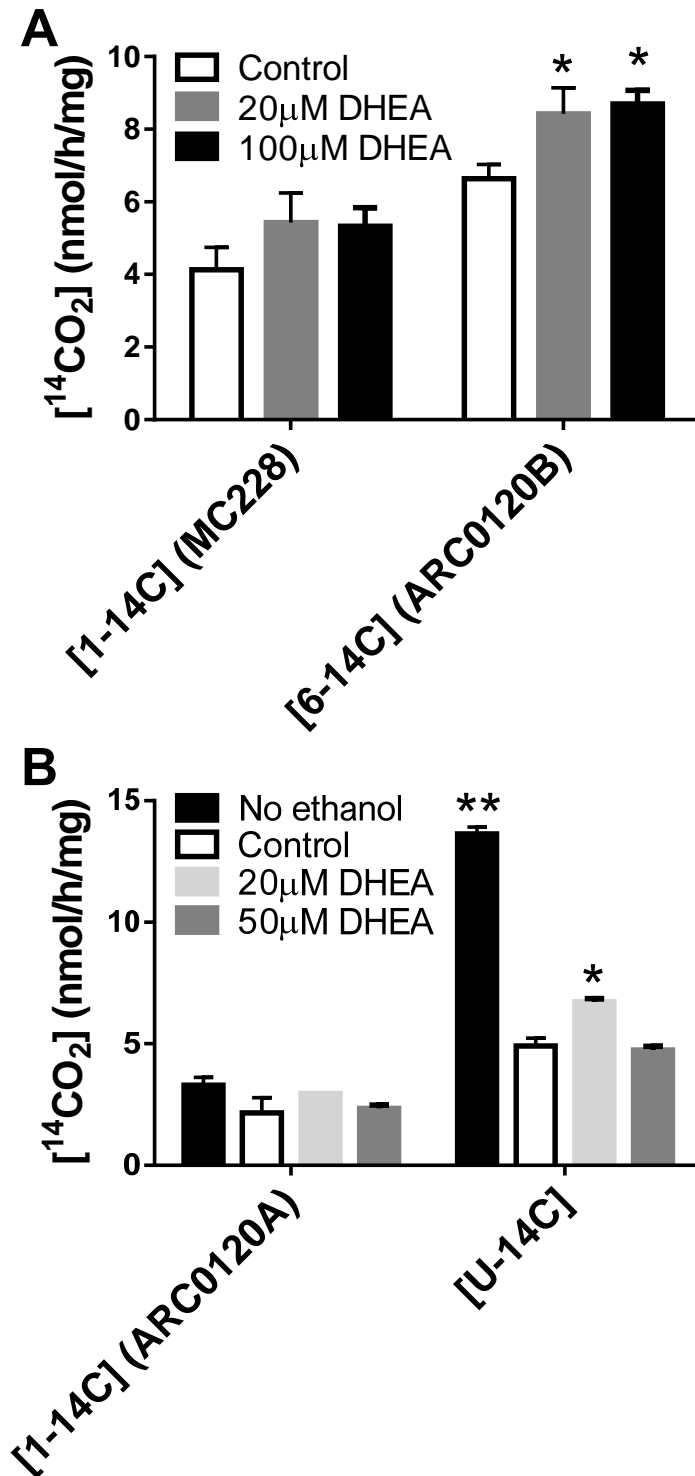 A
[¹⁴CO₂] (nmol/h/mg)
10
8
6
4
2
0
Control
20μM DHEA
100μM DHEA
*
*
[1-14C] (MC228)
[6-14C] (ARC0120B)
B
[¹⁴CO₂] (nmol/h/mg)
15
10
5
0
No ethanol
Control
20μM DHEA
50μM DHEA
**
*
[1-14C] (ARC0120A)
[U-14C]